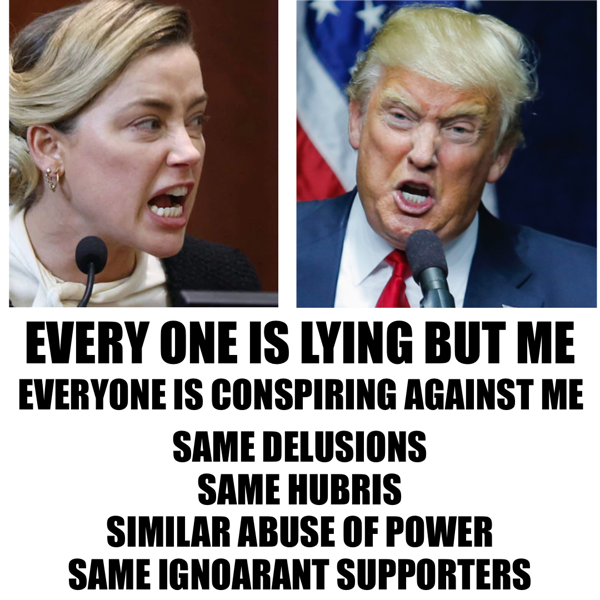 EVERY ONE IS LYING BUT ME
EVERYONE IS CONSPIRING AGAINST ME
SAME DELUSIONS
SAME HUBRIS
SIMILAR ABUSE OF POWER
SAME IGNOARANT SUPPORTERS